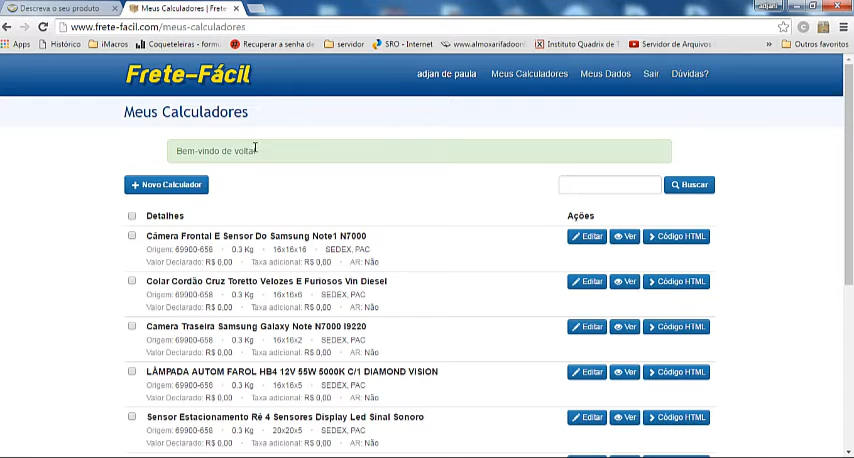 Descreva o seu produto
Meus Calculadores | Frete-
adjani
www.frete-facil.com/meus-calculadores
Apps
Histórico
iMacros
Coqueteleiras - formu
Recuperar a senha de
servidor
SRO - Internet
www.almoxarifadoon
Instituto Quadrix de T
Servidor de Arquivos
»
Outros favoritos
Frete-Fácil
adjan de paula
Meus Calculadores
Meus Dados
Sair
Dúvidas?
Meus Calculadores
Bem-vindo de volta!
+ Novo Calculador
Buscar
Detalhes
Ações
Câmera Frontal E Sensor Do Samsung Note1 N7000
Editar
Ver
Código HTML
Origem: 69900-658 · 0.3 Kg · 16x16x16 · SEDEX, PAC
Valor Declarado: R$ 0,00 · Taxa adicional: R$ 0,00 · AR: Não
Colar Cordão Cruz Toretto Velozes E Furiosos Vin Diesel
Editar
Ver
Código HTML
Origem: 69900-658 · 0.3 Kg · 16x16x6 · SEDEX, PAC
Valor Declarado: R$ 0,00 · Taxa adicional: R$ 0,00 · AR: Não
Camera Traseira Samsung Galaxy Note N7000 I9220
Editar
Ver
Código HTML
Origem: 69900-658 · 0.3 Kg · 16x16x2 · SEDEX, PAC
Valor Declarado: R$ 0,00 · Taxa adicional: R$ 0,00 · AR: Não
LÂMPADA AUTOM FAROL HB4 12V 55W 5000K C/1 DIAMOND VISION
Editar
Ver
Código HTML
Origem: 69900-658 · 0.3 Kg · 16x16x5 · SEDEX, PAC
Valor Declarado: R$ 0,00 · Taxa adicional: R$ 0,00 · AR: Não
Sensor Estacionamento Ré 4 Sensores Display Led Sinal Sonoro
Editar
Ver
Código HTML
Origem: 69900-658 · 0.3 Kg · 20x20x5 · SEDEX, PAC
Valor Declarado: R$ 0,00 · Taxa adicional: R$ 0,00 · AR: Não